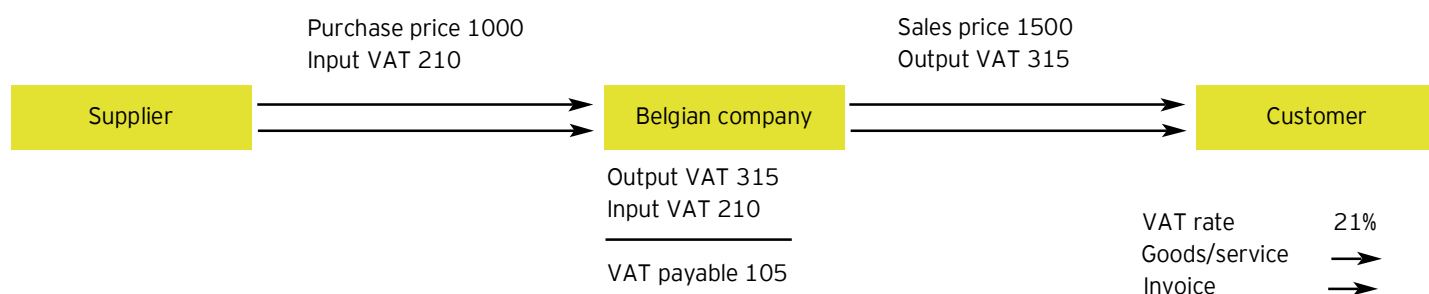 Purchase price 1000
Input VAT 210
Sales price 1500
Output VAT 315
Supplier
Belgian company
Customer
Output VAT 315
Input VAT 210
VAT payable 105
VAT rate 21%
Goods/service
Invoice